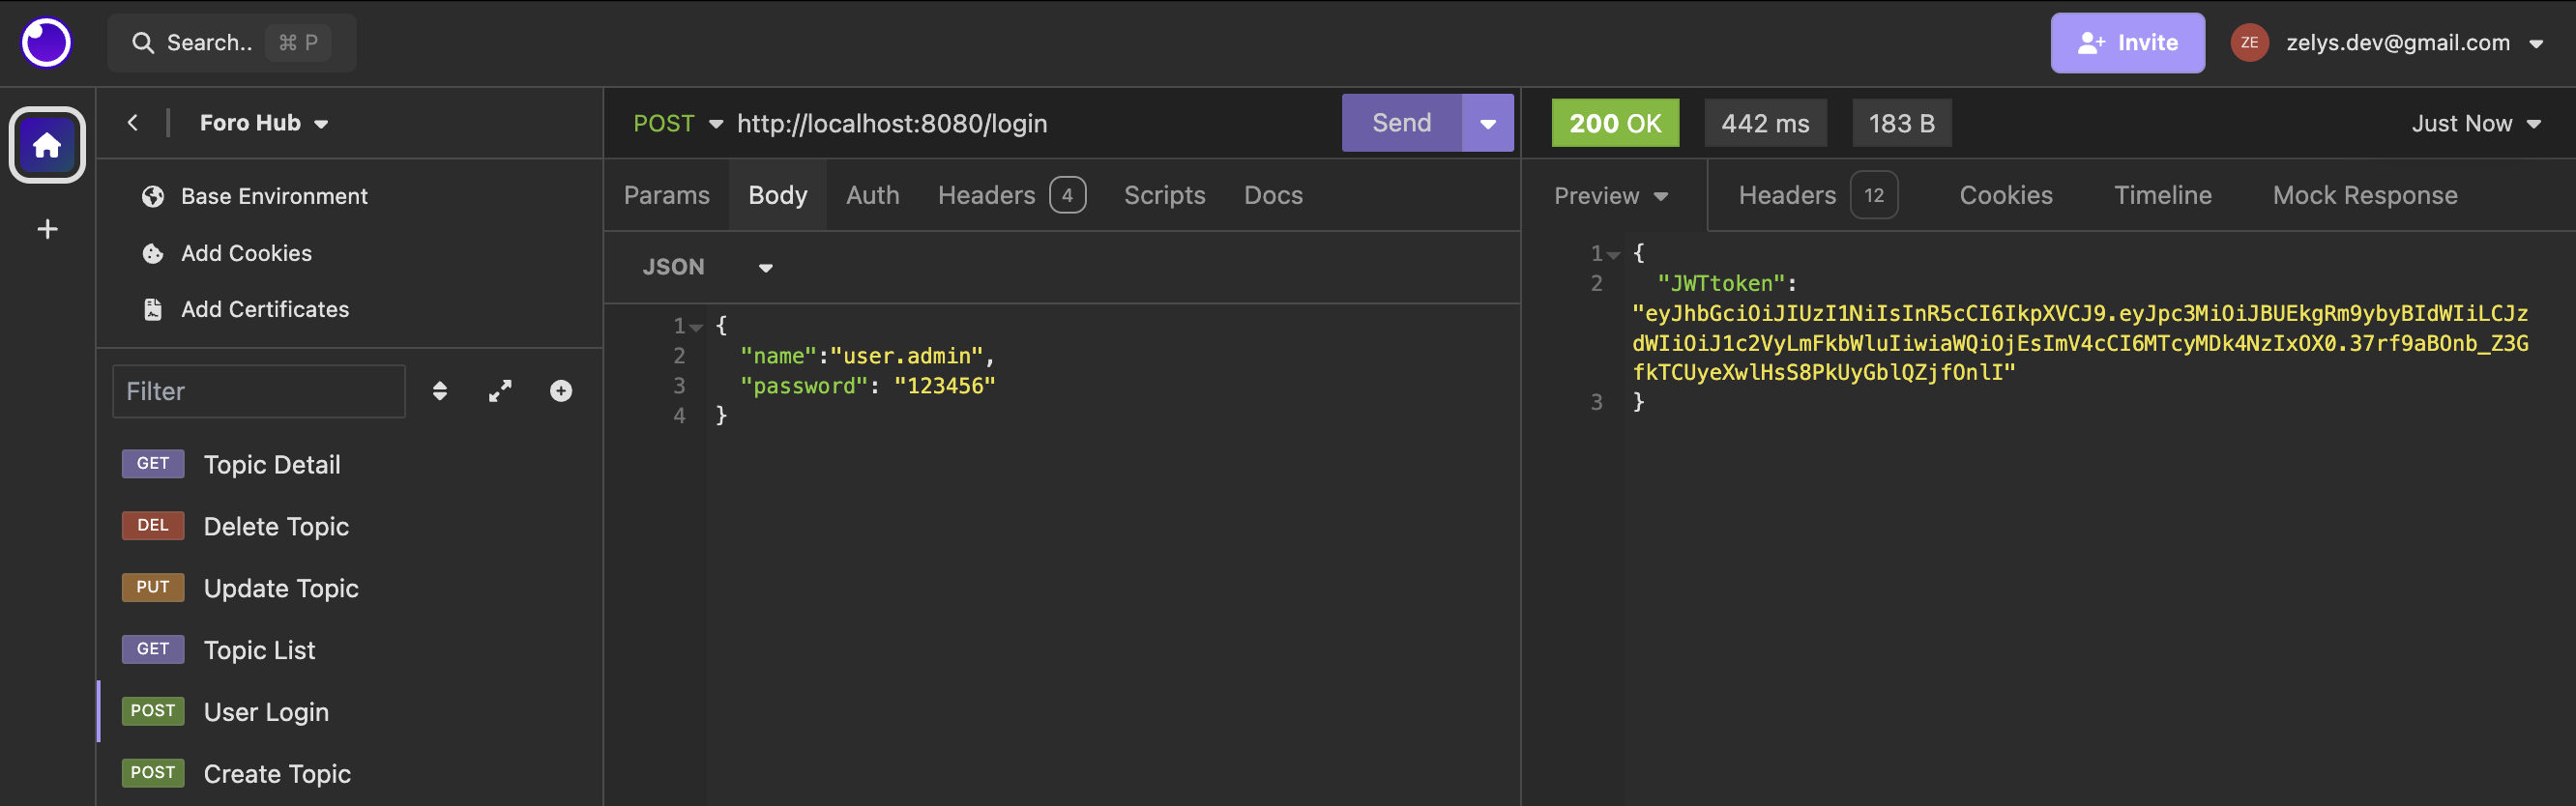 Search.. ⌘ P
Invite
ZE zelys.dev@gmail.com
Foro Hub
Base Environment
Add Cookies
Add Certificates
Filter
GET Topic Detail
DEL Delete Topic
PUT Update Topic
GET Topic List
POST User Login
POST Create Topic
POST http://localhost:8080/login
Send
Params Body Auth Headers 4 Scripts Docs
JSON
1 {
2 "name":"user.admin",
3 "password": "123456"
4 }
200 OK 442 ms 183 B Just Now
Preview Headers 12 Cookies Timeline Mock Response
1 {
2 "JWTtoken":
"eyJhbGciOiJIUzI1NiIsInR5cCI6IkpXVCJ9.eyJpc3MiOiJBUEkgRm9ybyBIdWIiLCJz
dWIiOiJ1c2VyLmFkbWluIiwiaWQiOjEsImV4cCI6MTcyMDk4NzIxOX0.37rf9aBOnb_Z3G
fkTCUyeXwlHsS8PkUyGblQZjfOnlI"
3 }